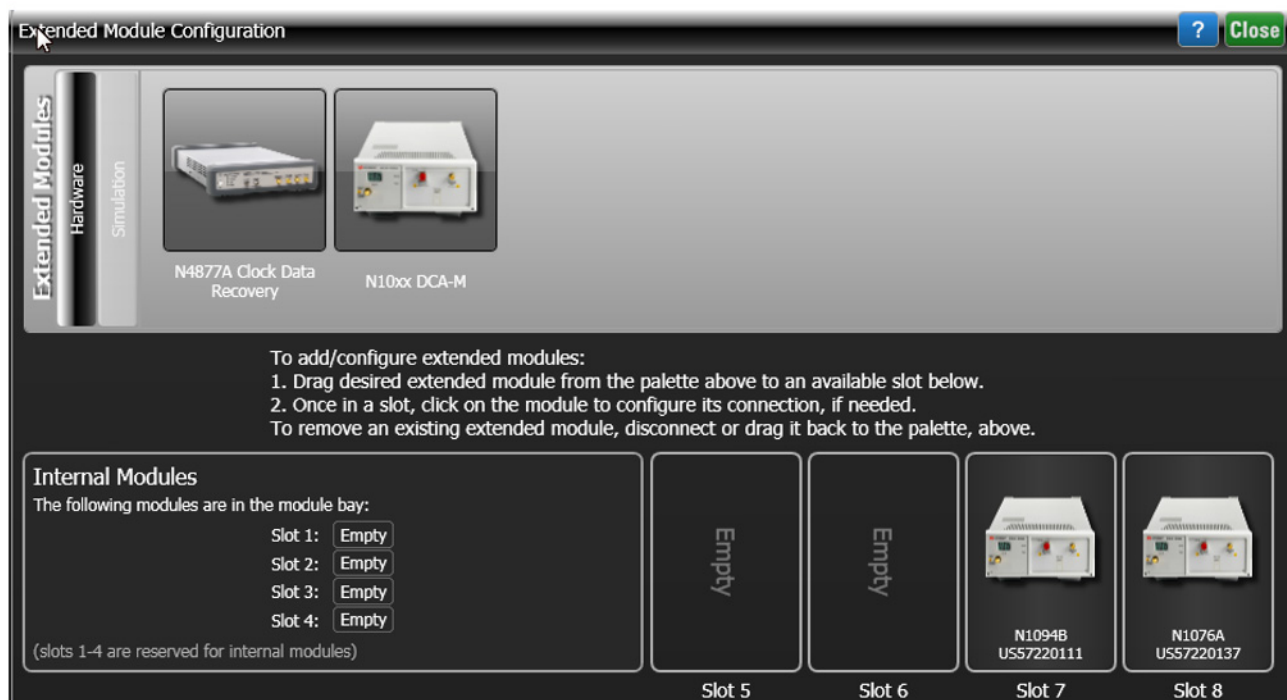 Extended Module Configuration
? Close
Extended Modules
Hardware
Simulation
N4877A Clock Data
Recovery
N10xx DCA-M
To add/configure extended modules:
1. Drag desired extended module from the palette above to an available slot below.
2. Once in a slot, click on the module to configure its connection, if needed.
To remove an existing extended module, disconnect or drag it back to the palette, above.
Internal Modules
The following modules are in the module bay:
Slot 1: Empty
Slot 2: Empty
Slot 3: Empty
Slot 4: Empty
(slots 1-4 are reserved for internal modules)
Empty
Slot 5
Empty
Slot 6
N1094B
US57220111
Slot 7
N1076A
US57220137
Slot 8